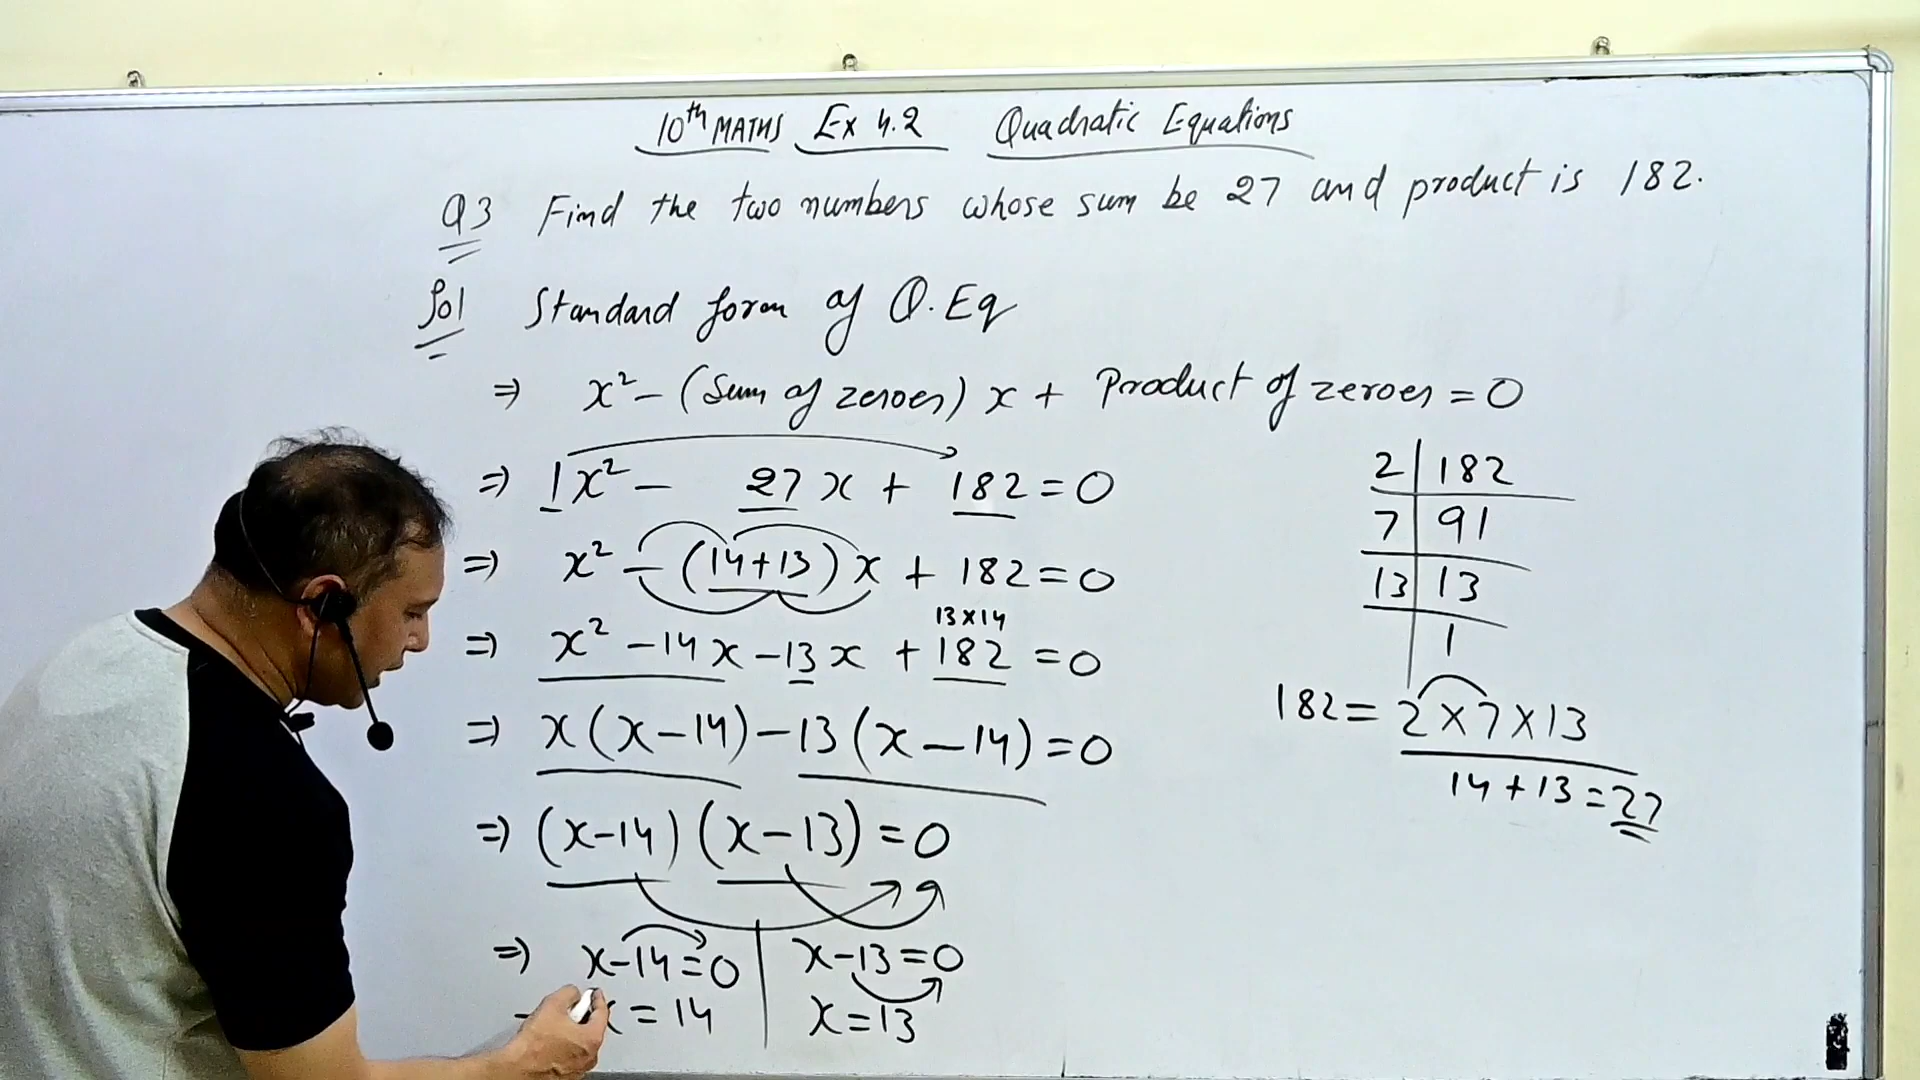 10th MATHS Ex 4.2 Quadratic Equations
Q3 Find the two numbers whose sum be 27 and product is 182.
Sol Standard form of Q.Eq
⇒ x² - (Sum of zeroes) x + Product of zeroes = 0
⇒ 1x² - 27x + 182 = 0
⇒ x² - (14+13)x + 182 = 0
13×14
⇒ x² - 14x - 13x + 182 = 0
⇒ x(x-14) - 13(x-14) = 0
⇒ (x-14)(x-13) = 0
⇒ x-14=0 | x-13=0
x = 14 | x=13
2 | 182
7 | 91
13 | 13
1
182 = 2×7×13
14+13=27